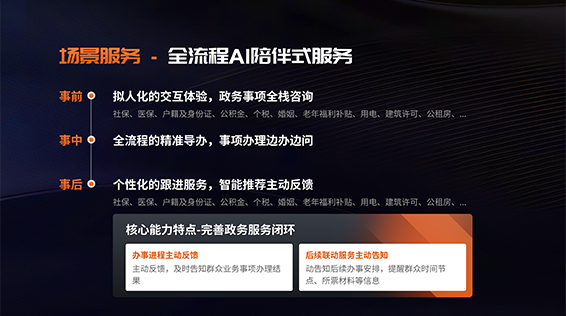 场景服务 - 全流程AI陪伴式服务
事前 拟人化的交互体验，政务事项全栈咨询
社保、医保、户籍及身份证、公积金、个税、婚姻、老年福利补贴、用电、建筑许可、公租房、...
事中 全流程的精准导办，事项办理边办边问
事后 个性化的跟进服务，智能推荐主动反馈
社保、医保、户籍及身份证、公积金、个税、婚姻、老年福利补贴、用电、建筑许可、公租房、...
核心能力特点-完善政务服务闭环
办事进程主动反馈
主动反馈，及时告知群众业务事项办理结
果
后续联动服务主动告知
动告知后续办事安排，提醒群众时间节
点、所票材料等信息